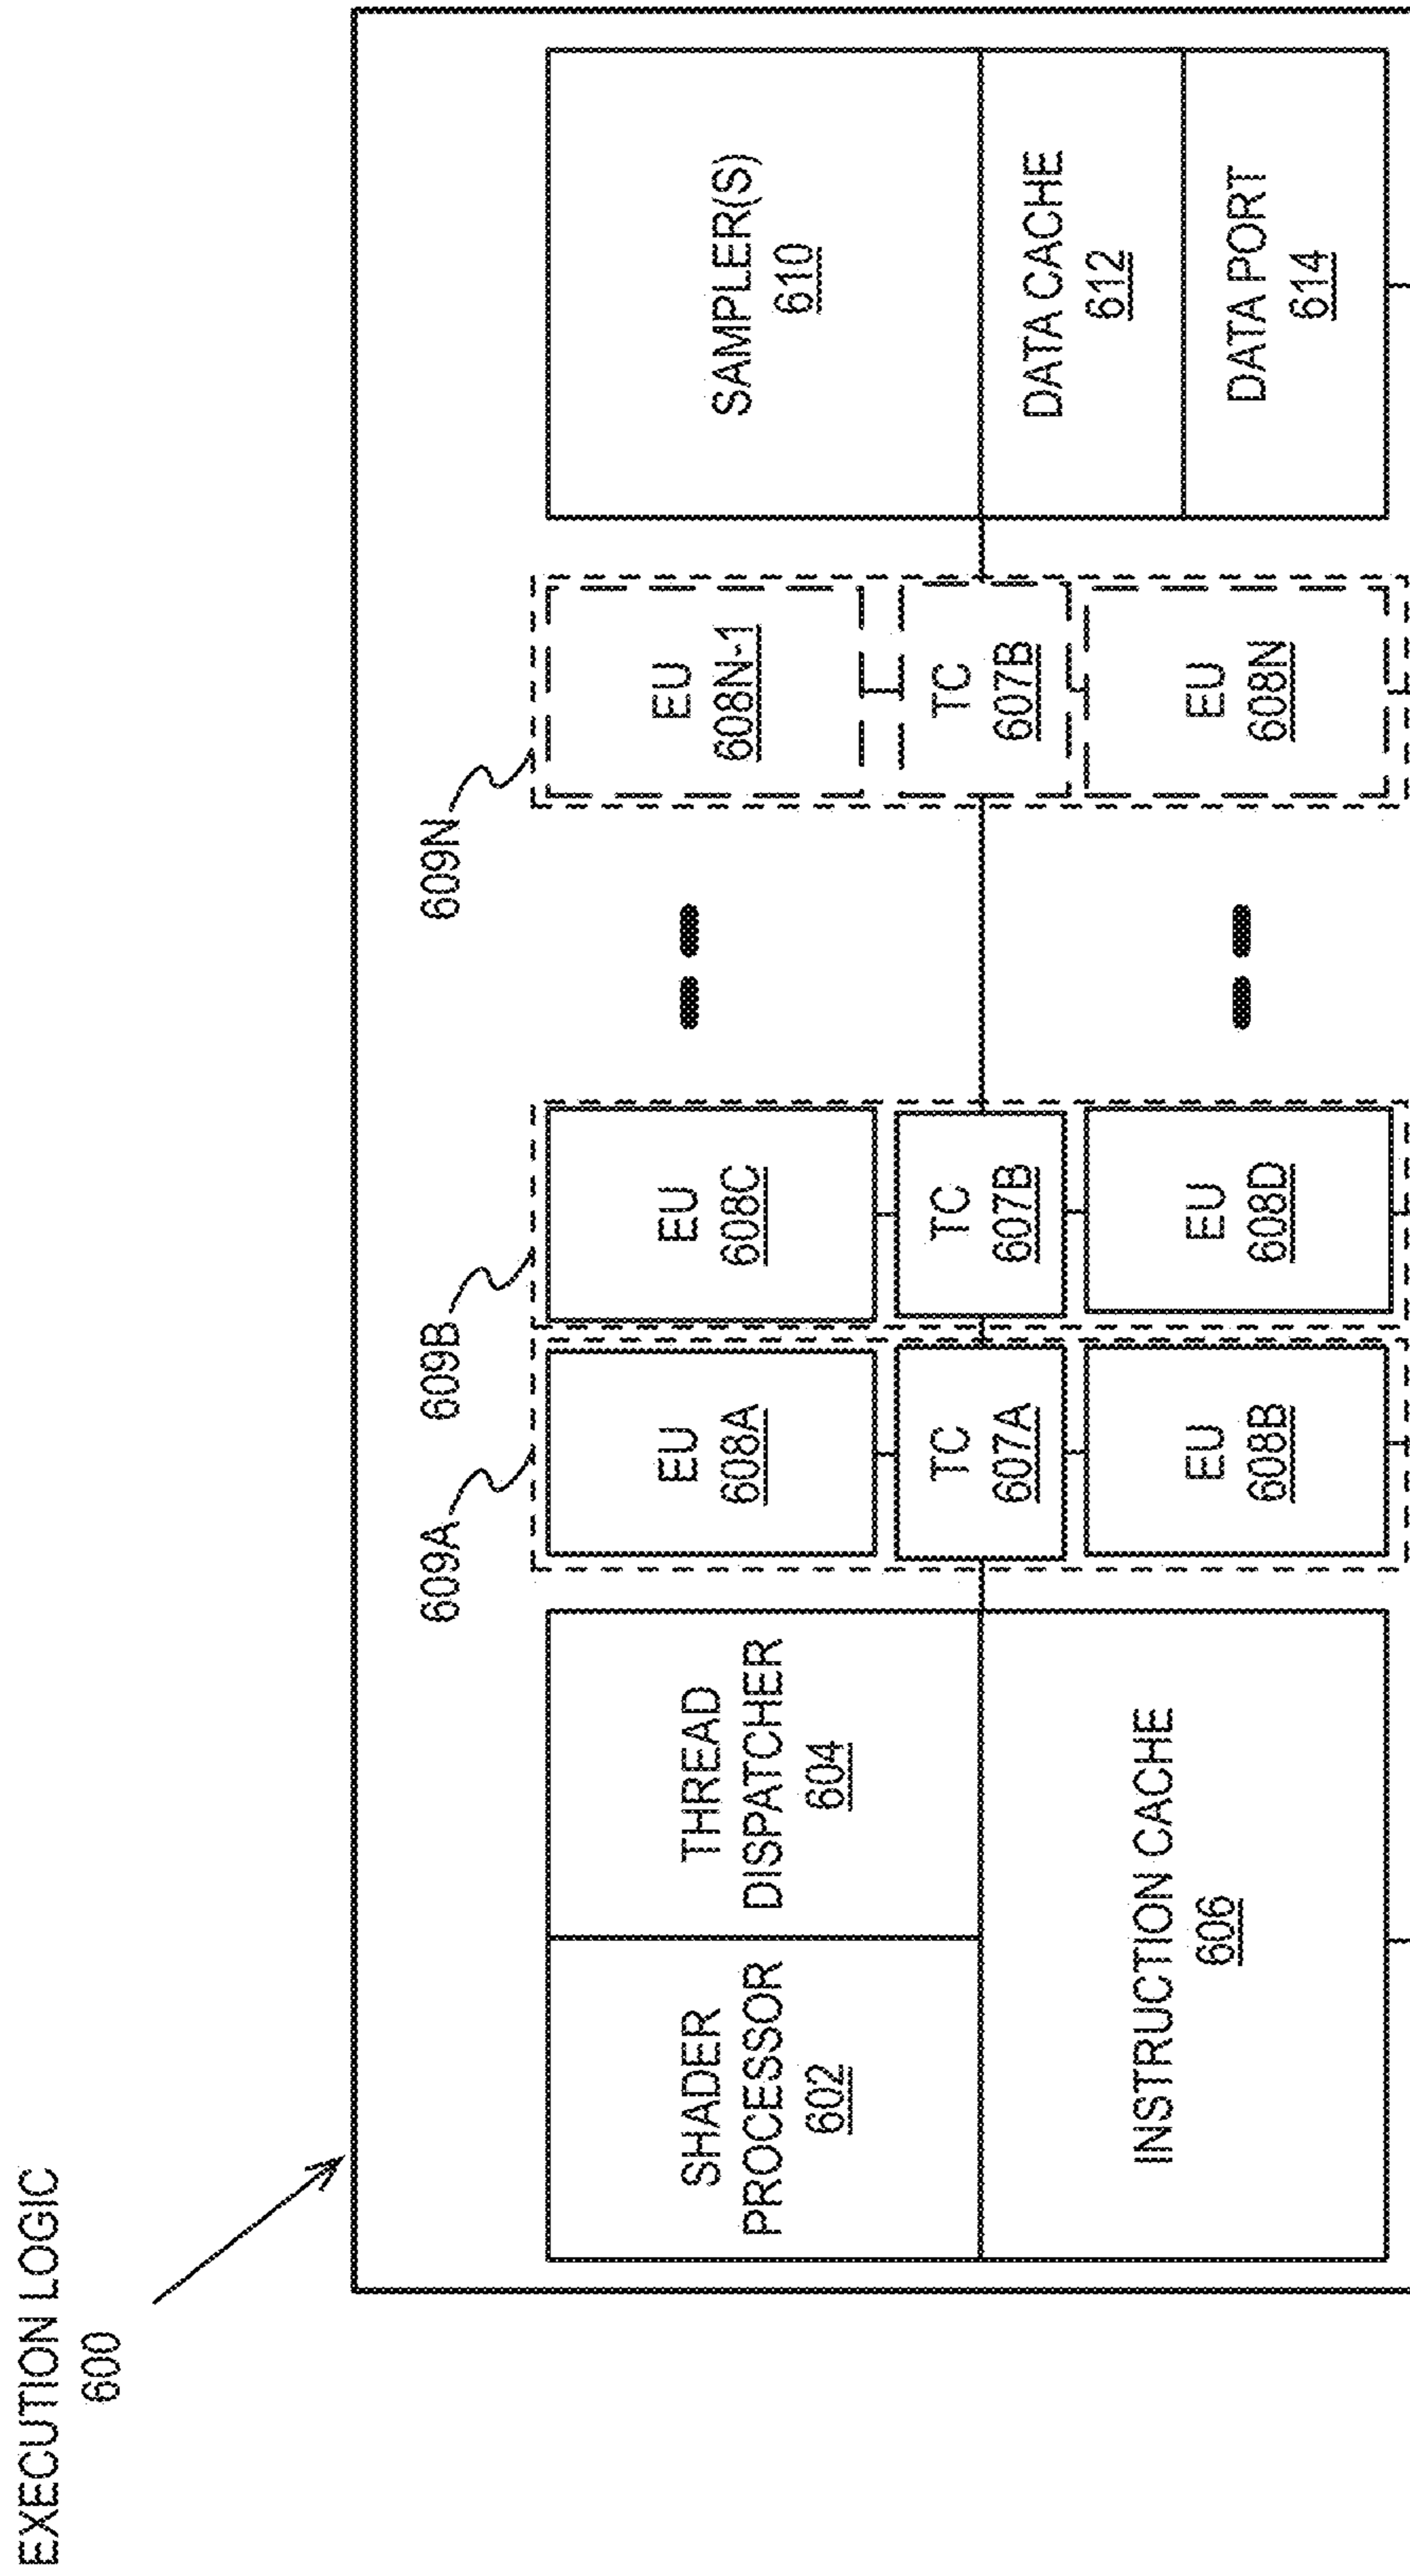 EXECUTION LOGIC
600
609A
609B
609N
SHADER
PROCESSOR
602
THREAD
DISPATCHER
604
INSTRUCTION CACHE
606
EU
608A
TC
607A
EU
608B
EU
608C
TC
607B
EU
608D
EU
608N-1
TC
607B
EU
608N
SAMPLER(S)
610
DATA CACHE
612
DATA PORT
614